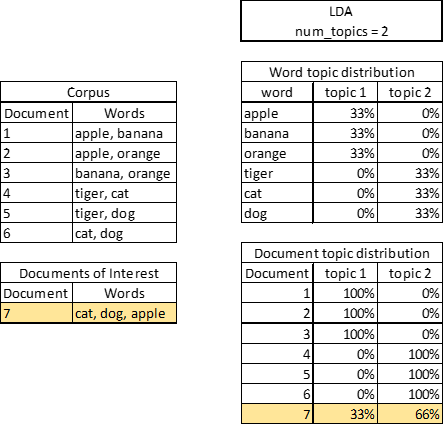 LDA
num_topics = 2
Corpus
Document Words
1 apple, banana
2 apple, orange
3 banana, orange
4 tiger, cat
5 tiger, dog
6 cat, dog
Documents of Interest
Document Words
7 cat, dog, apple
Word topic distribution
word topic 1 topic 2
apple 33% 0%
banana 33% 0%
orange 33% 0%
tiger 0% 33%
cat 0% 33%
dog 0% 33%
Document topic distribution
Document topic 1 topic 2
1 100% 0%
2 100% 0%
3 100% 0%
4 0% 100%
5 0% 100%
6 0% 100%
7 33% 66%